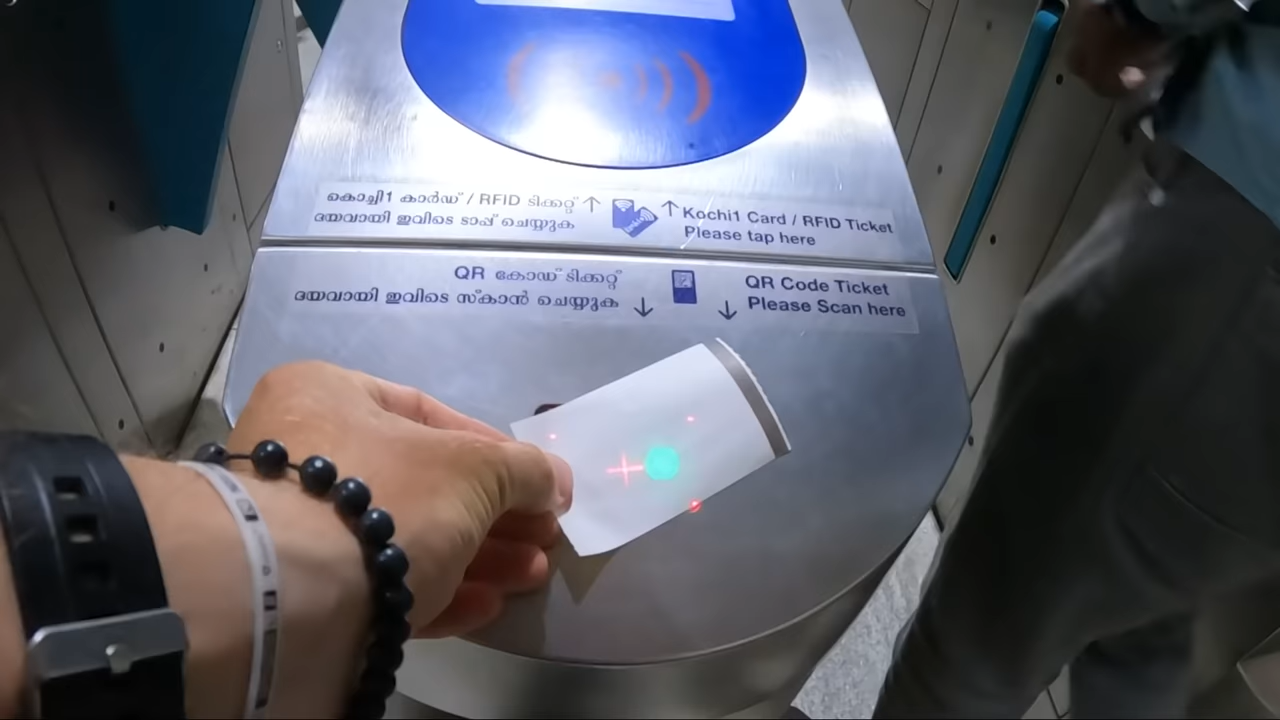 കൊച്ചി1 കാർഡ് / RFID ടിക്കറ്റ് ↑
ദയവായി ഇവിടെ ടാപ് ചെയ്യുക
↑ Kochi1 Card / RFID Ticket
Please tap here
QR കോഡ് ടിക്കറ്റ്
ദയവായി ഇവിടെ സ്കാൻ ചെയ്യുക ↓
QR Code Ticket
↓ Please Scan here